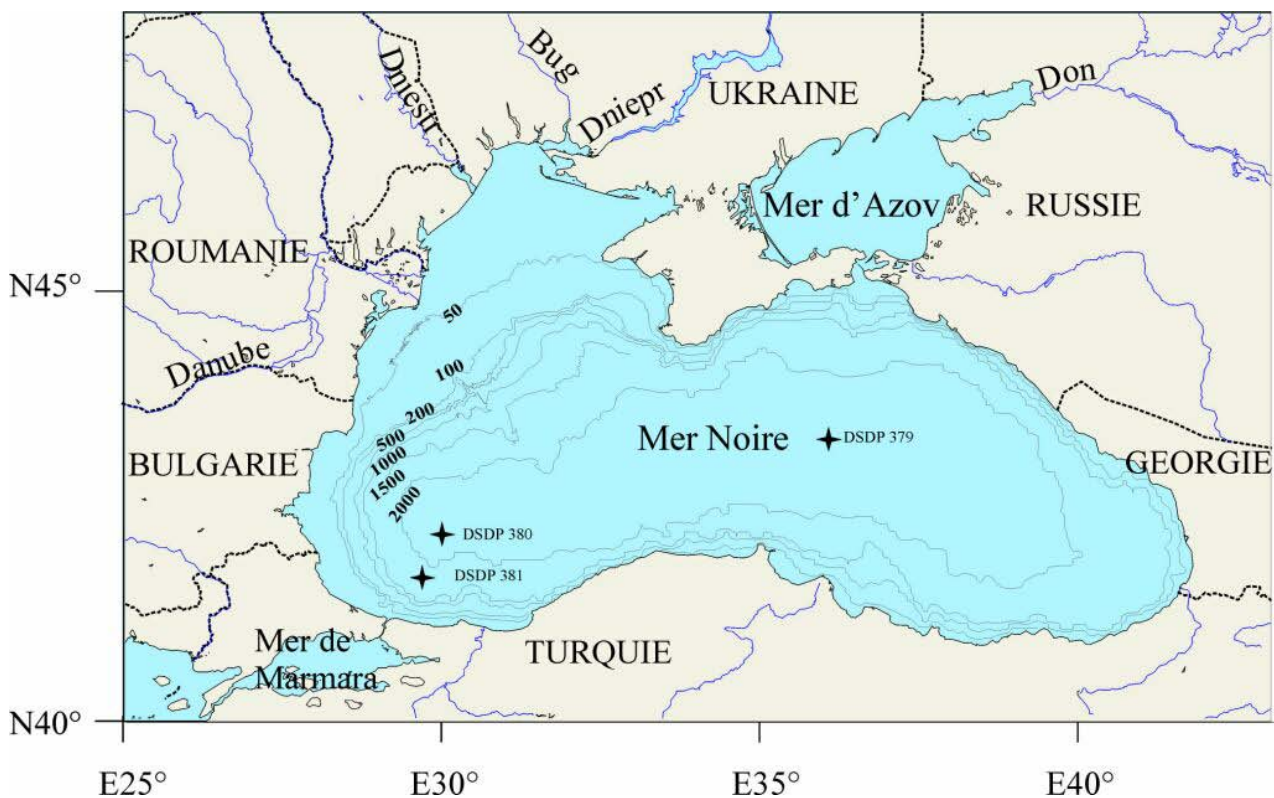 Dniestr
Bug
Dniepr
UKRAINE
Don
Mer d'Azov
RUSSIE
ROUMANIE
N45°
50
Danube
100
200
500
1000
1500
2000
Mer Noire
DSDP 379
BULGARIE
GEORGIE
DSDP 380
DSDP 381
Mer de
Marmara
TURQUIE
N40°
E25°
E30°
E35°
E40°